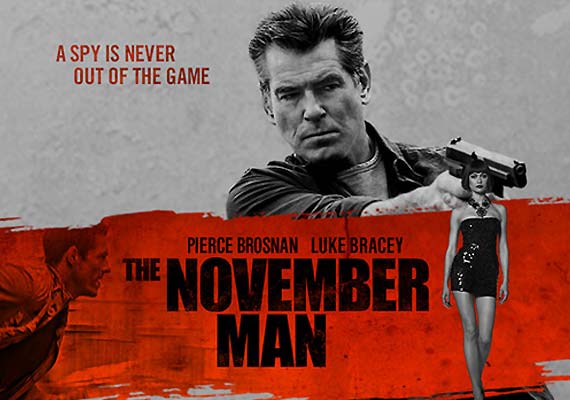 A SPY IS NEVER
OUT OF THE GAME
PIERCE BROSNAN LUKE BRACEY
THE NOVEMBER
MAN